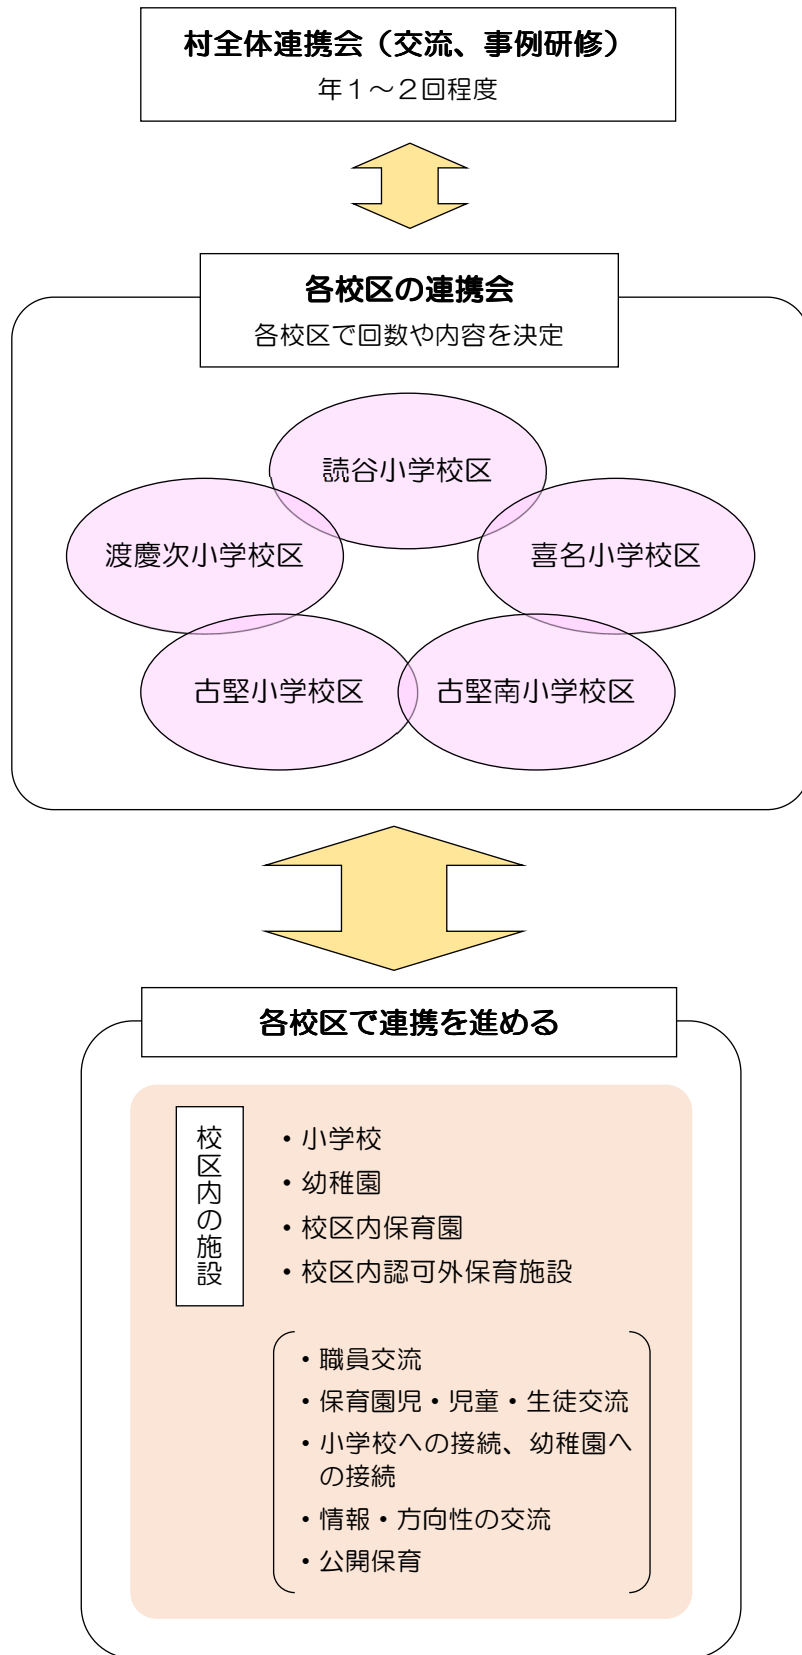 村全体連携会（交流、事例研修）
年１～２回程度
各校区の連携会
各校区で回数や内容を決定
読谷小学校区
渡慶次小学校区
喜名小学校区
古堅小学校区
古堅南小学校区
各校区で連携を進める
校区内の施設
・小学校
・幼稚園
・校区内保育園
・校区内認可外保育施設
・職員交流
・保育園児・児童・生徒交流
・小学校への接続、幼稚園へ
の接続
・情報・方向性の交流
・公開保育